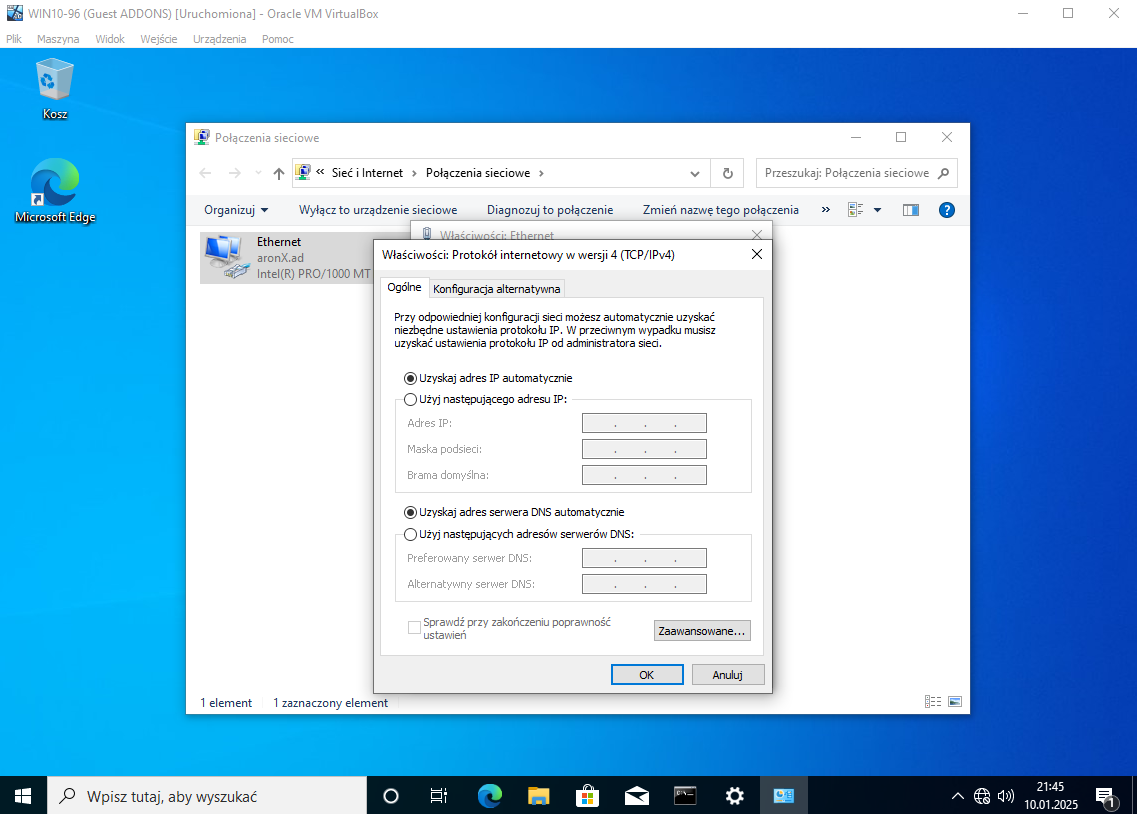 WIN10-96 (Guest ADDONS) [Uruchomiona] - Oracle VM VirtualBox
Plik Maszyna Widok Wejście Urządzenia Pomoc
Kosz
Microsoft Edge
Połączenia sieciowe
« Sieć i Internet › Połączenia sieciowe ›
Przeszukaj: Połączenia sieciowe
Organizuj Wyłącz to urządzenie sieciowe Diagnozuj to połączenie Zmień nazwę tego połączenia »
Ethernet
aronX.ad
Intel(R) PRO/1000 MT
Właściwości: Ethernet
Właściwości: Protokół internetowy w wersji 4 (TCP/IPv4)
Ogólne Konfiguracja alternatywna
Przy odpowiedniej konfiguracji sieci możesz automatycznie uzyskać
niezbędne ustawienia protokołu IP. W przeciwnym wypadku musisz
uzyskać ustawienia protokołu IP od administratora sieci.
Uzyskaj adres IP automatycznie
Użyj następującego adresu IP:
Adres IP: . . .
Maska podsieci: . . .
Brama domyślna: . . .
Uzyskaj adres serwera DNS automatycznie
Użyj następujących adresów serwerów DNS:
Preferowany serwer DNS: . . .
Alternatywny serwer DNS: . . .
Sprawdź przy zakończeniu poprawność
ustawień
Zaawansowane...
OK Anuluj
1 element 1 zaznaczony element
Wpisz tutaj, aby wyszukać
21:45
10.01.2025
1